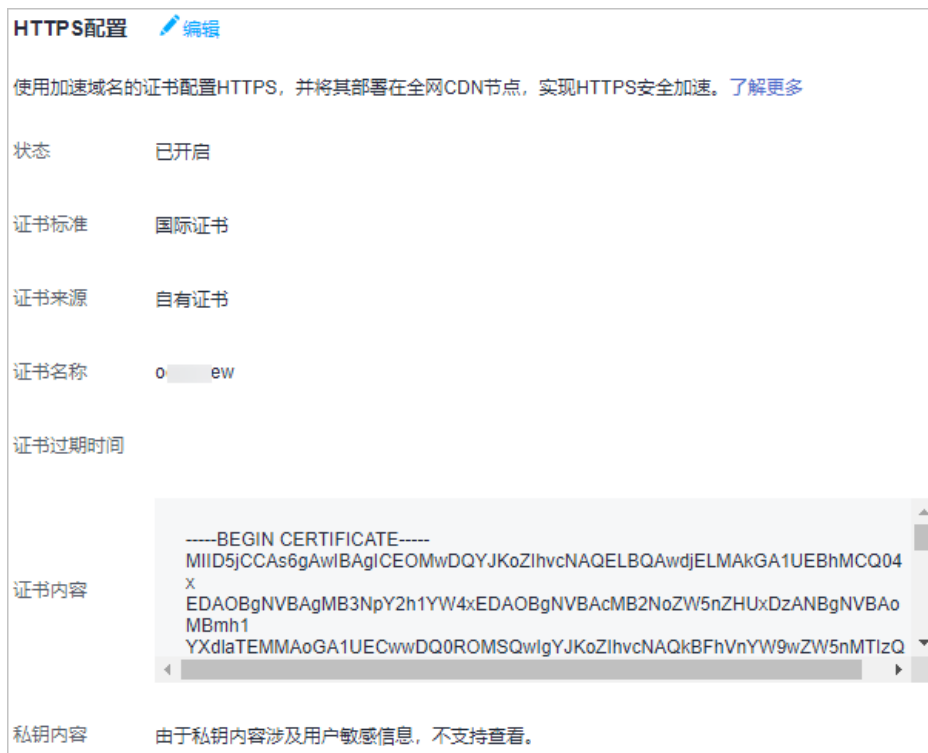 HTTPS配置 编辑
使用加速域名的证书配置HTTPS，并将其部署在全网CDN节点，实现HTTPS安全加速。了解更多
状态 已开启
证书标准 国际证书
证书来源 自有证书
证书名称 o ew
证书过期时间
证书内容
-----BEGIN CERTIFICATE-----
MIID5jCCAs6gAwIBAgICEOMwDQYJKoZIhvcNAQELBQAwdjELMAkGA1UEBhMCQ04
x
EDAOBgNVBAgMB3NpY2h1YW4xEDAOBgNVBAcMB2NoZW5nZHUxDzANBgNVBAo
MBmh1
YXdlaTEMMAoGA1UECwwDQ0ROMSQwIgYJKoZIhvcNAQkBFhVnYW9wZW5nMTIzQ
私钥内容 由于私钥内容涉及用户敏感信息，不支持查看。